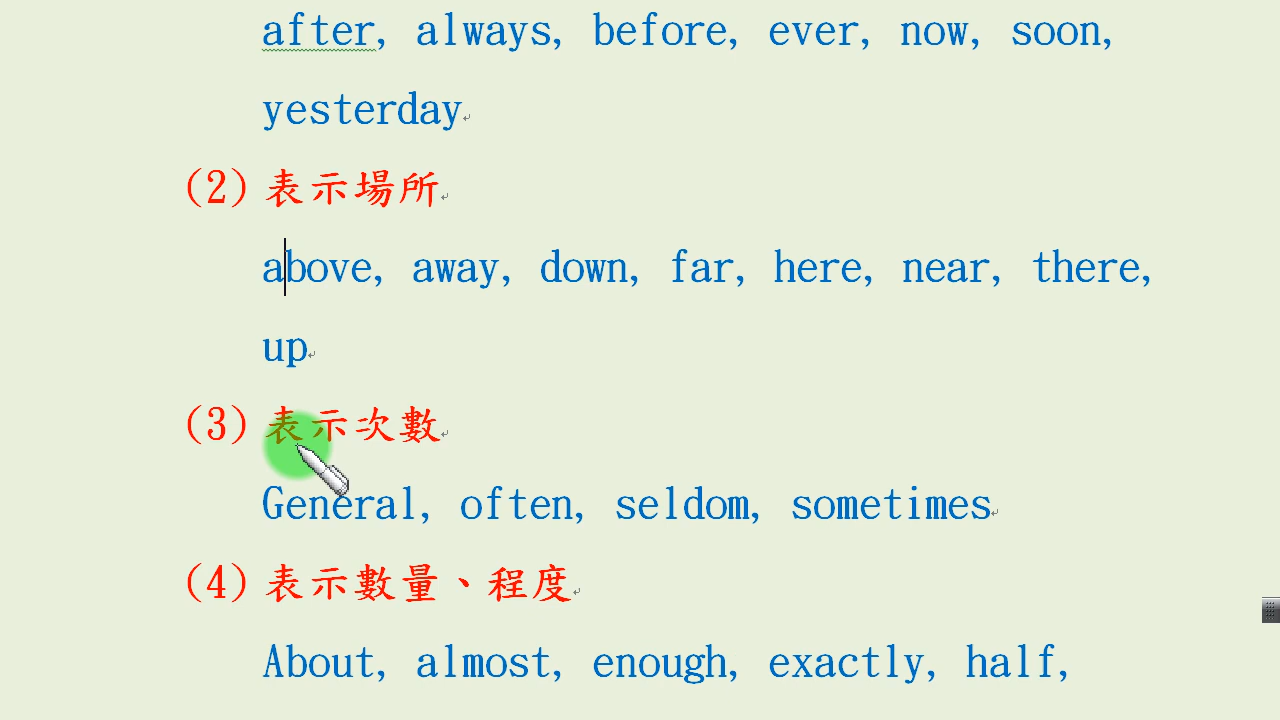 after, always, before, ever, now, soon,
yesterday
(2)表示場所
above, away, down, far, here, near, there,
up
(3)表示次數
General, often, seldom, sometimes
(4)表示數量、程度
About, almost, enough, exactly, half,